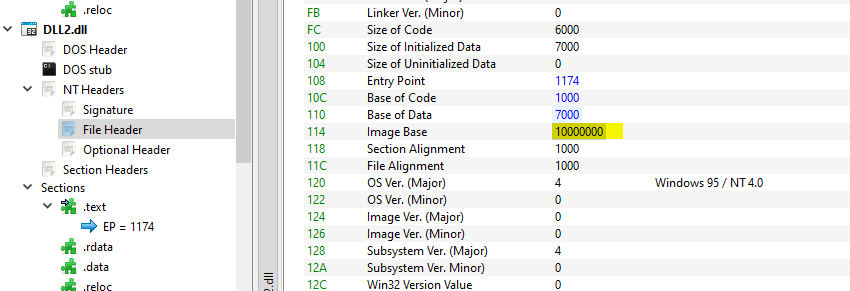 .reloc
DLL2.dll
DOS Header
DOS stub
NT Headers
Signature
File Header
Optional Header
Section Headers
Sections
.text
EP = 1174
.rdata
.data
.reloc
2.dll
FB Linker Ver. (Minor) 0
FC Size of Code 6000
100 Size of Initialized Data 7000
104 Size of Uninitialized Data 0
108 Entry Point 1174
10C Base of Code 1000
110 Base of Data 7000
114 Image Base 10000000
118 Section Alignment 1000
11C File Alignment 1000
120 OS Ver. (Major) 4 Windows 95 / NT 4.0
122 OS Ver. (Minor) 0
124 Image Ver. (Major) 0
126 Image Ver. (Minor) 0
128 Subsystem Ver. (Major) 4
12A Subsystem Ver. Minor) 0
12C Win32 Version Value 0